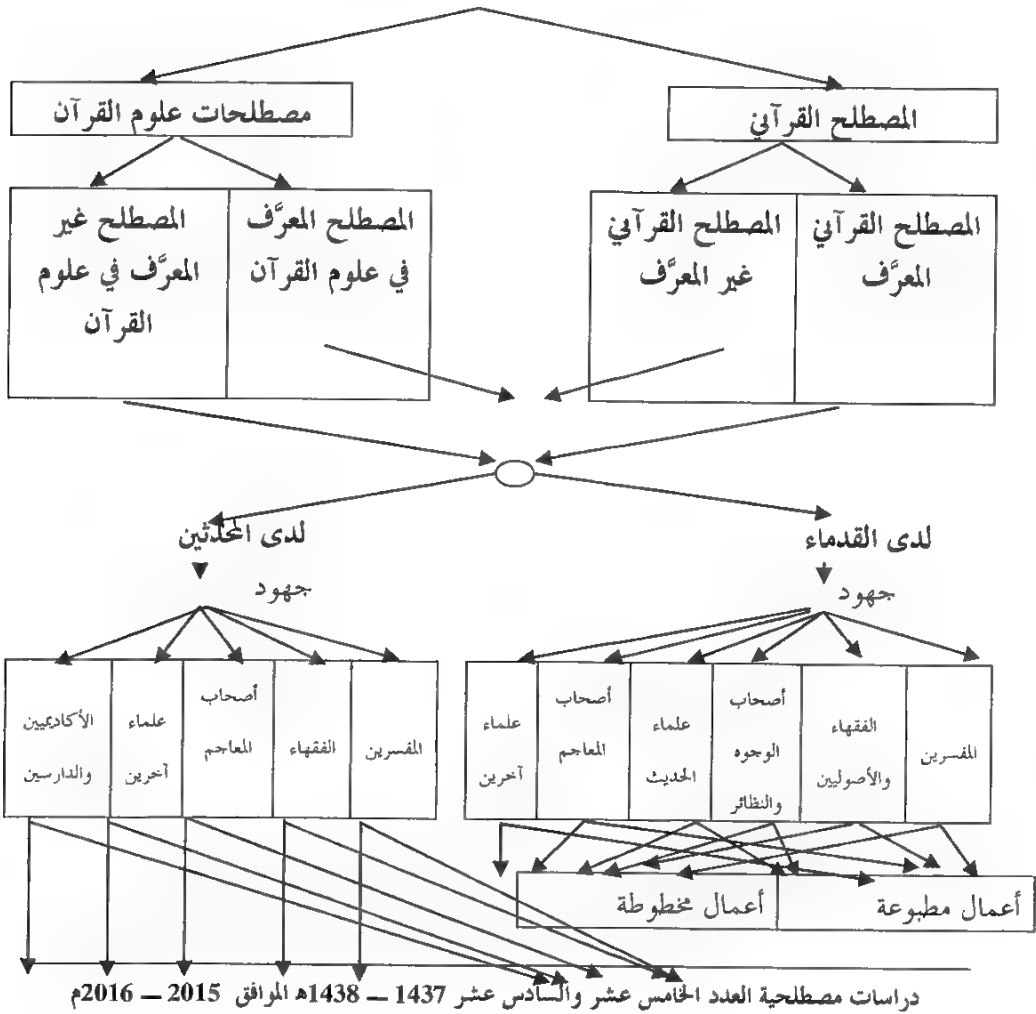 المصطلح القرآني
مصطلحات علوم القرآن
المصطلح القرآني
المعرَّف
المصطلح القرآني
غير المعرَّف
المصطلح المعرَّف
في علوم القرآن
المصطلح غير
المعرَّف في علوم
القرآن
لدى القدماء
جهود
لدى المحدثين
جهود
المفسرين
الفقهاء
والأصوليين
أصحاب
الوجوه
والنظائر
علماء
الحديث
أصحاب
المعاجم
علماء
آخرين
المفسرين
الفقهاء
أصحاب
المعاجم
علماء
آخرين
الأكاديميين
والدارسين
أعمال مطبوعة
أعمال مخطوطة
دراسات مصطلحية العدد الخامس عشر والسادس عشر 1437 – 1438ه الموافق 2015 – 2016م